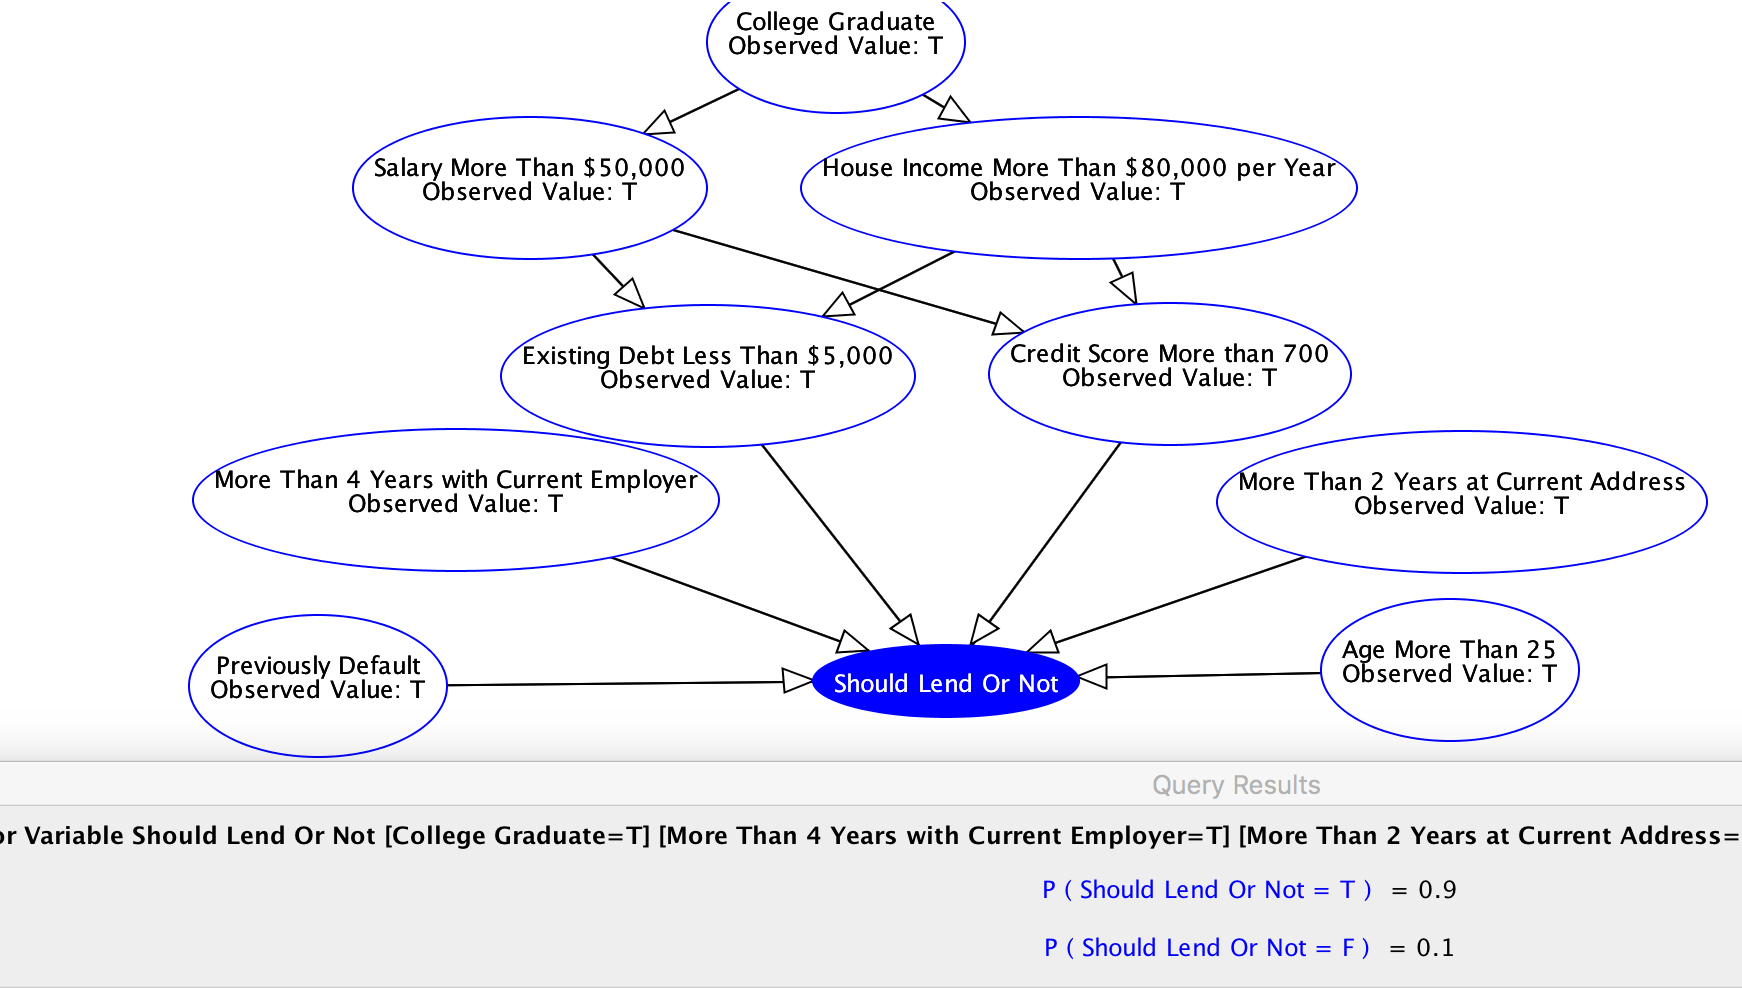 College Graduate
Observed Value: T
Salary More Than $50,000
Observed Value: T
House Income More Than $80,000 per Year
Observed Value: T
Existing Debt Less Than $5,000
Observed Value: T
Credit Score More than 700
Observed Value: T
More Than 4 Years with Current Employer
Observed Value: T
More Than 2 Years at Current Address
Observed Value: T
Previously Default
Observed Value: T
Should Lend Or Not
Age More Than 25
Observed Value: T
Query Results
or Variable Should Lend Or Not [College Graduate=T] [More Than 4 Years with Current Employer=T] [More Than 2 Years at Current Address=
P ( Should Lend Or Not = T ) = 0.9
P ( Should Lend Or Not = F ) = 0.1